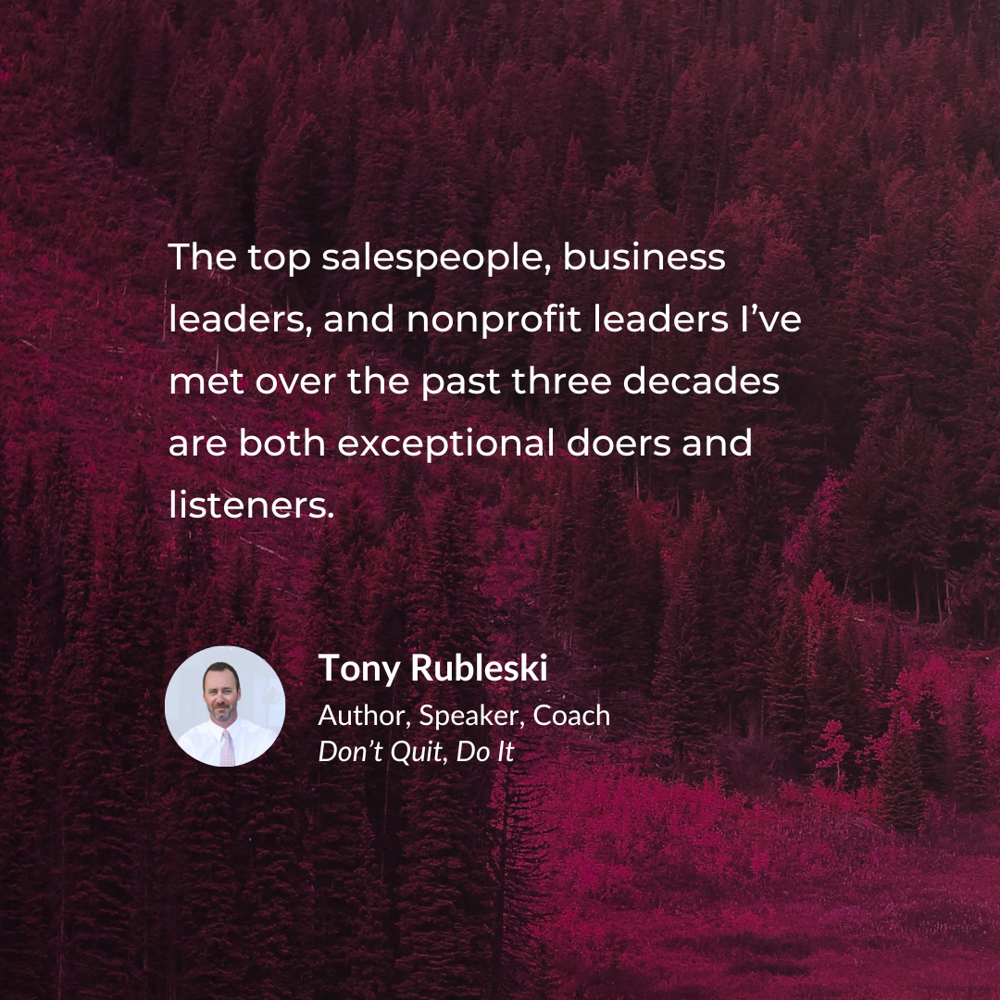 The top salespeople, business
leaders, and nonprofit leaders I’ve
met over the past three decades
are both exceptional doers and
listeners.
Tony Rubleski
Author, Speaker, Coach
Don’t Quit, Do It